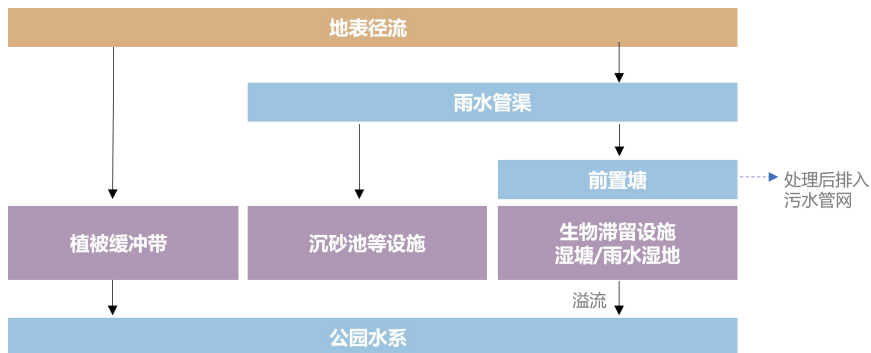 地表径流
雨水管渠
前置塘
处理后排入
污水管网
植被缓冲带
沉砂池等设施
生物滞留设施
湿塘/雨水湿地
溢流
公园水系